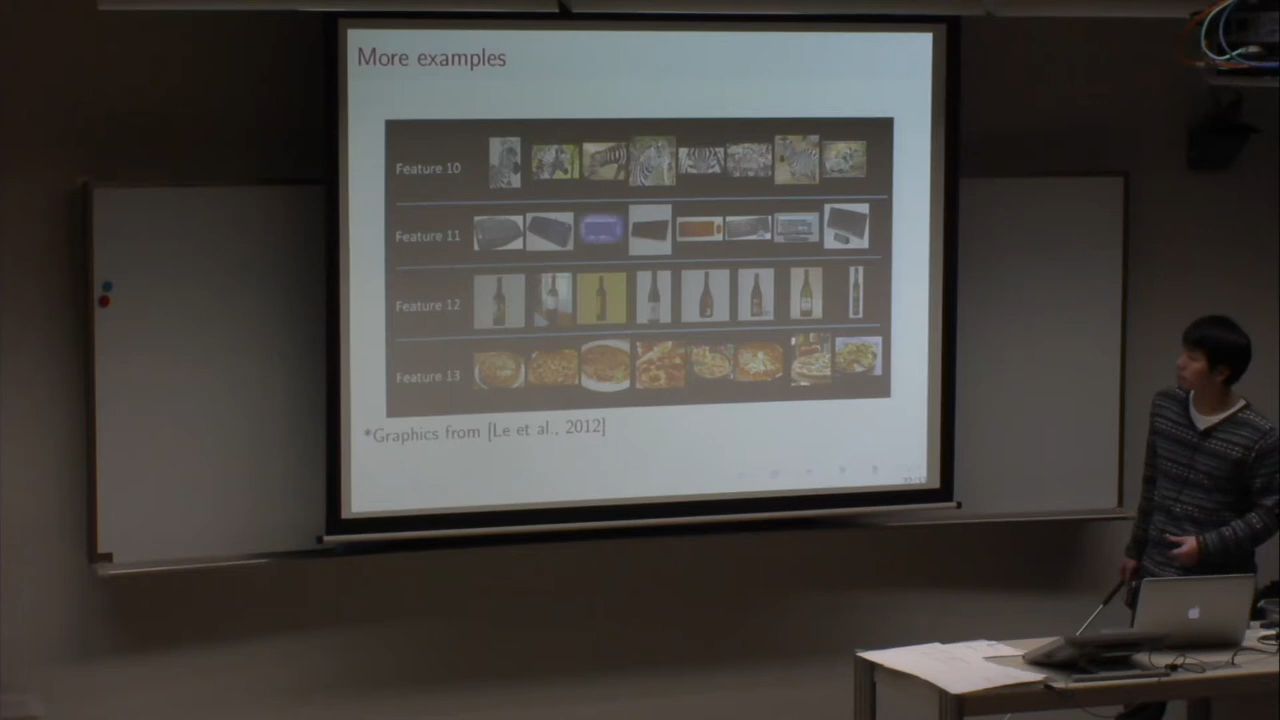 More examples
Feature 10
Feature 11
Feature 12
Feature 13
*Graphics from [Le et al., 2012]